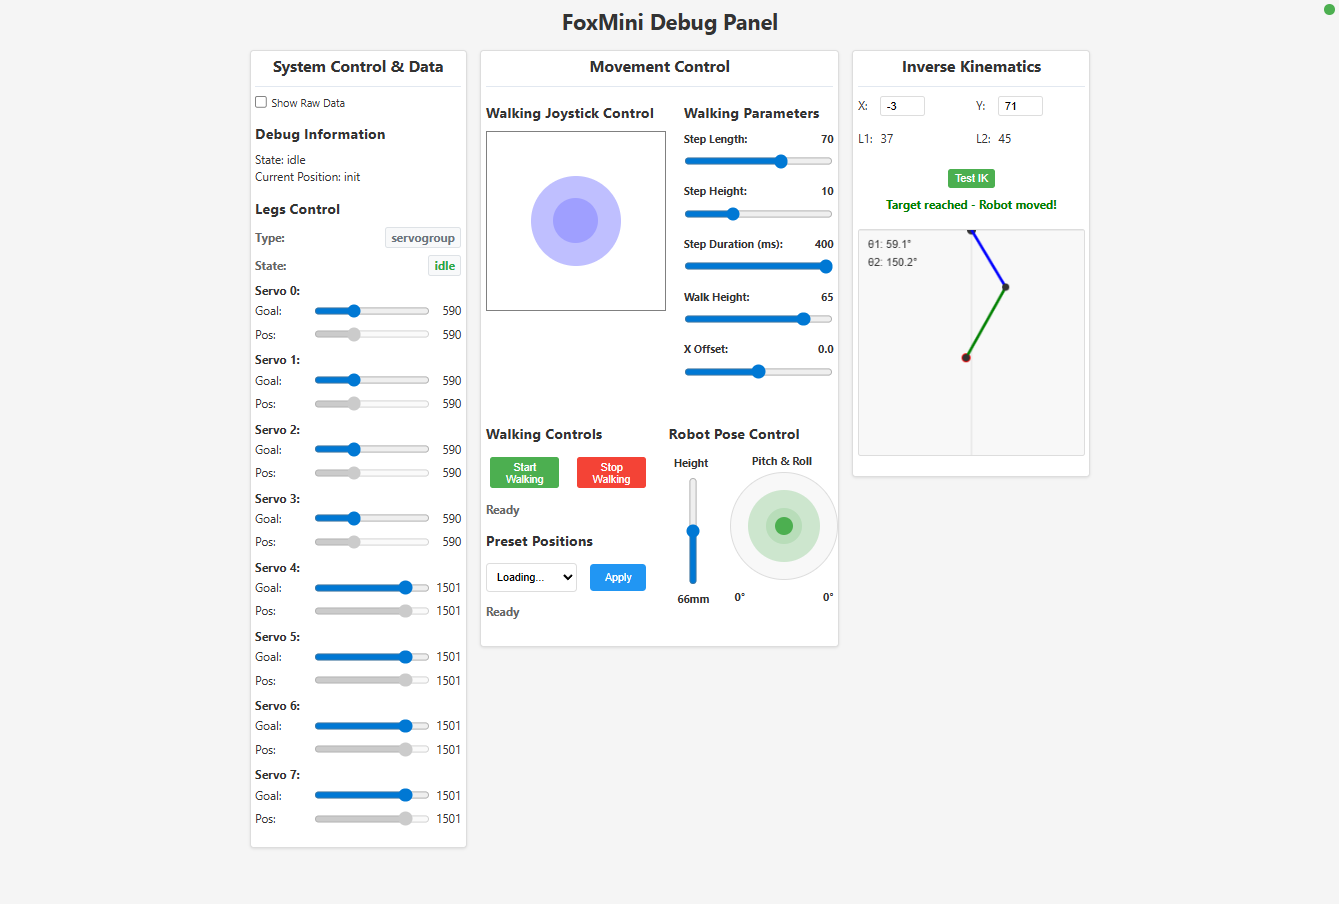 FoxMini Debug Panel
System Control & Data
Show Raw Data
Debug Information
State: idle
Current Position: init
Legs Control
Type: servogroup
State: idle
Servo 0:
Goal: 590
Pos: 590
Servo 1:
Goal: 590
Pos: 590
Servo 2:
Goal: 590
Pos: 590
Servo 3:
Goal: 590
Pos: 590
Servo 4:
Goal: 1501
Pos: 1501
Servo 5:
Goal: 1501
Pos: 1501
Servo 6:
Goal: 1501
Pos: 1501
Servo 7:
Goal: 1501
Pos: 1501
Movement Control
Walking Joystick Control
Walking Parameters
Step Length: 70
Step Height: 10
Step Duration (ms): 400
Walk Height: 65
X Offset: 0.0
Walking Controls
Start
Walking
Stop
Walking
Ready
Preset Positions
Loading...
Apply
Ready
Robot Pose Control
Height
66mm
Pitch & Roll
0° 0°
Inverse Kinematics
X: -3 Y: 71
L1: 37 L2: 45
Test IK
Target reached - Robot moved!
θ1: 59.1°
θ2: 150.2°